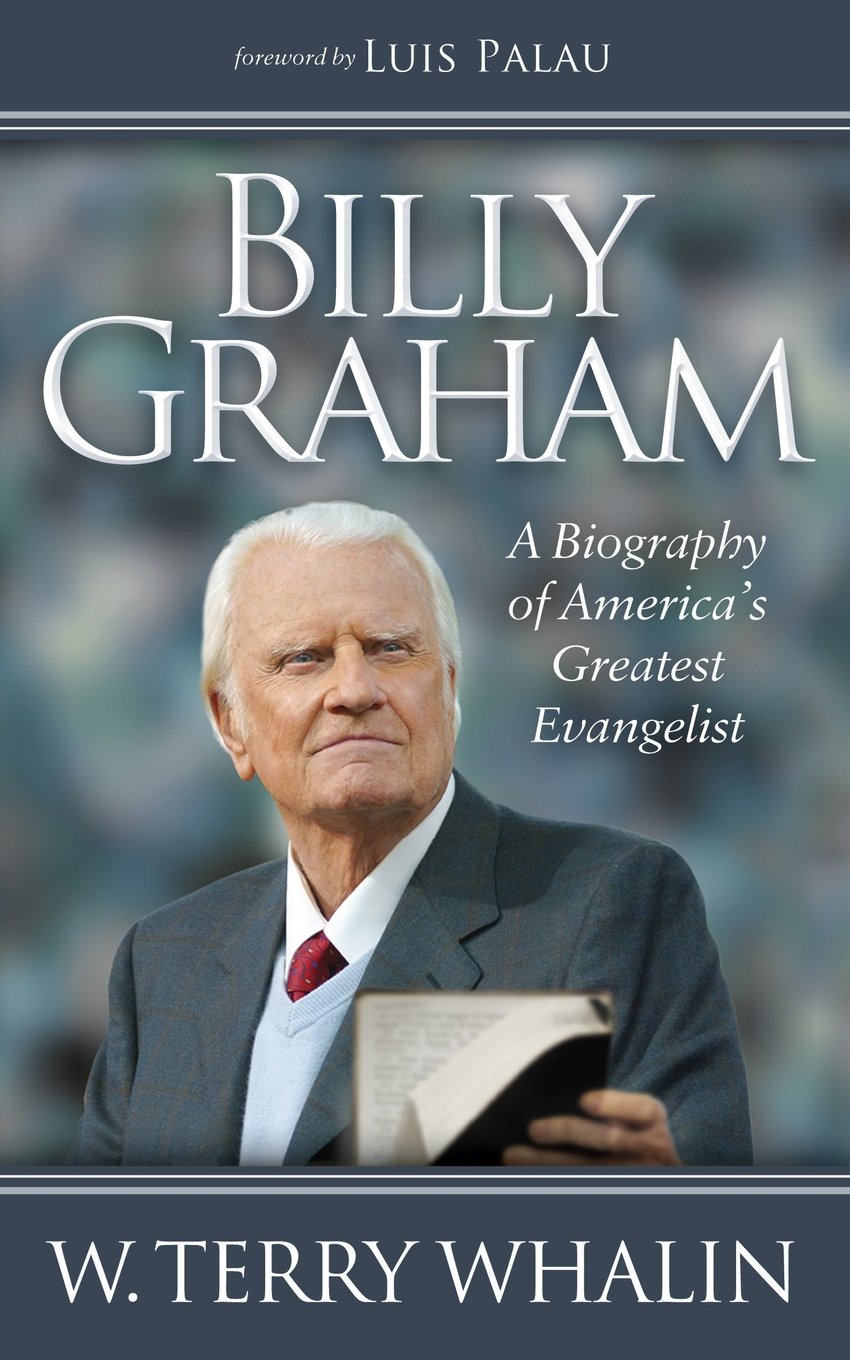 foreword by LUIS PALAU
BILLY
GRAHAM
A Biography
of America's
Greatest
Evangelist
W. TERRY WHALIN